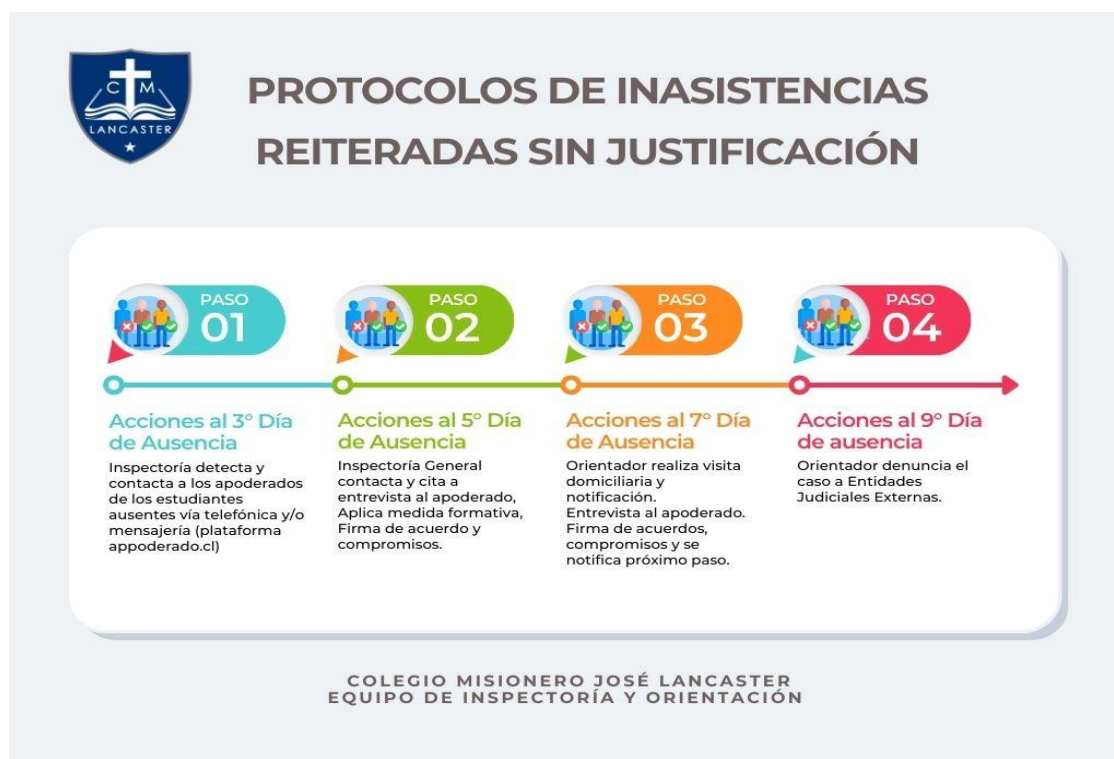 C M
LANCASTER
PROTOCOLOS DE INASISTENCIAS
REITERADAS SIN JUSTIFICACIÓN
PASO
01
Acciones al 3° Día
de Ausencia
Inspectoría detecta y
contacta a los apoderados
de los estudiantes
ausentes vía telefónica y/o
mensajería (plataforma
appoderado.cl)
PASO
02
Acciones al 5° Día
de Ausencia
Inspectoría General
contacta y cita a
entrevista al apoderado,
Aplica medida formativa,
Firma de acuerdo y
compromisos.
PASO
03
Acciones al 7° Día
de Ausencia
Orientador realiza visita
domiciliaria y
notificación.
Entrevista al apoderado.
Firma de acuerdos,
compromisos y se
notifica próximo paso.
PASO
04
Acciones al 9° Día
de ausencia
Orientador denuncia el
caso a Entidades
Judiciales Externas.
COLEGIO MISIONERO JOSÉ LANCASTER
EQUIPO DE INSPECTORÍA Y ORIENTACIÓN